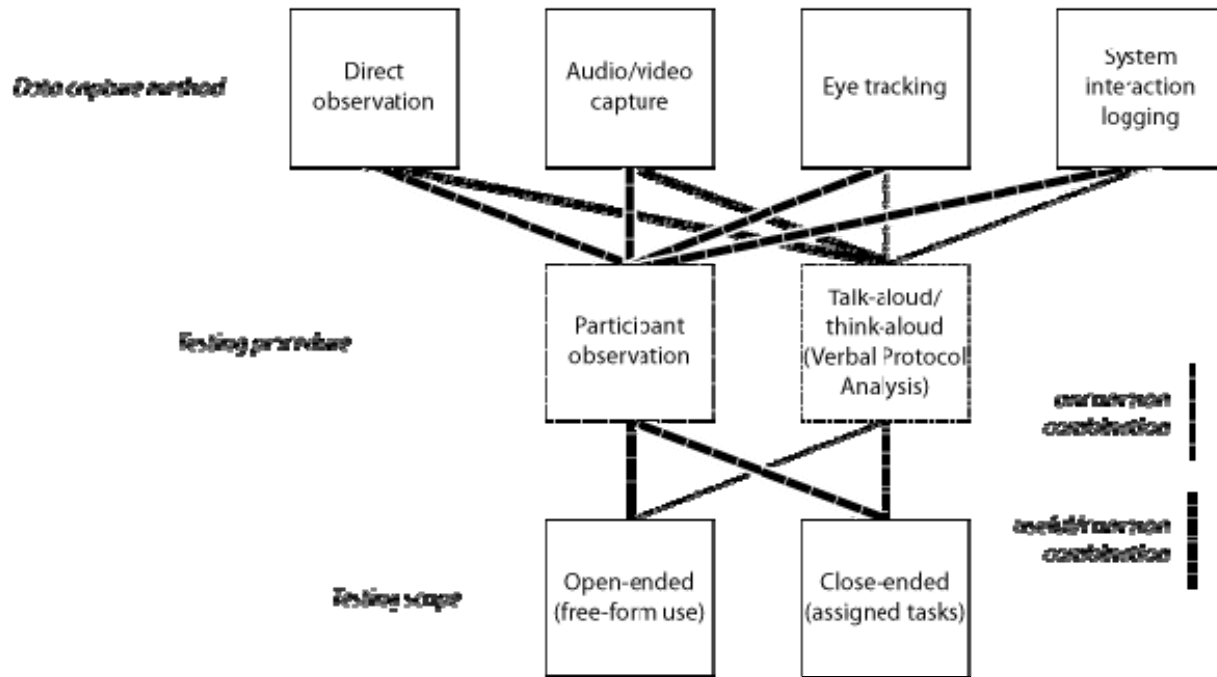 Data capture method
Direct
observation
Audio/video
capture
Eye tracking
System
interaction
logging
Testing procedure
Participant
observation
Talk-aloud/
think-aloud
(Verbal Protocol
Analysis)
combination
combination
Testing scope
Open-ended
(free-form use)
Close-ended
(assigned tasks)